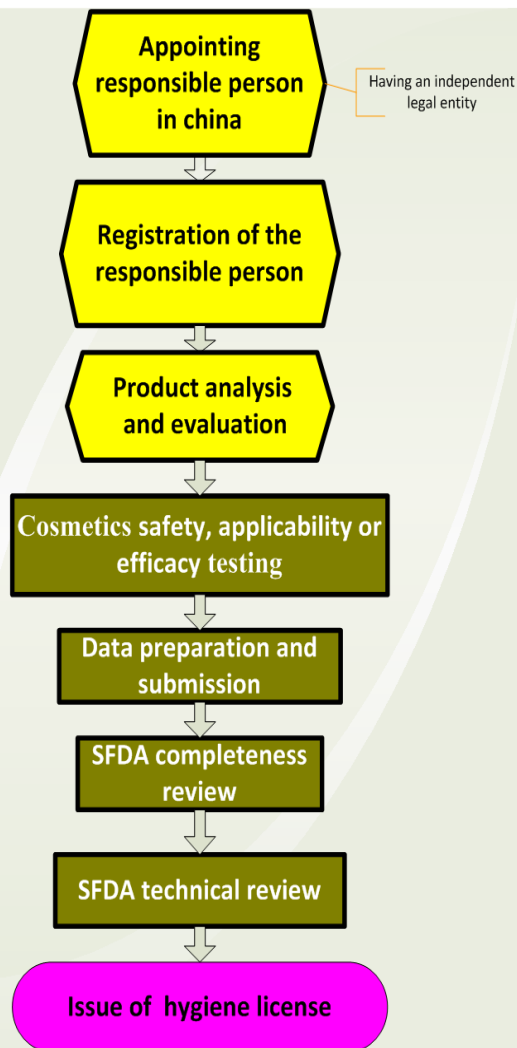 Appointing
responsible person
in china
Having an independent
legal entity
Registration of the
responsible person
Product analysis
and evaluation
Cosmetics safety, applicability or
efficacy testing
Data preparation and
submission
SFDA completeness
review
SFDA technical review
Issue of hygiene license